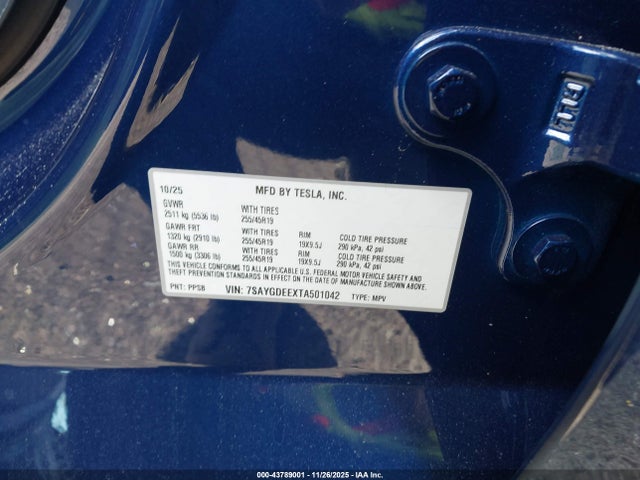 10/25 MFD BY TESLA, INC.
GVWR WITH TIRES
2511 kg (5536 lb) 255/45R19
GAWR FRT WITH TIRES RIM COLD TIRE PRESSURE
1320 kg (2910 lb) 255/45R19 19X9.5J 290 kPa, 42 psi
GAWR RR WITH TIRES RIM COLD TIRE PRESSURE
1500 kg (3306 lb) 255/45R19 19X9.5J 290 kPa, 42 psi
THIS VEHICLE CONFORMS TO ALL APPLICABLE U.S. FEDERAL MOTOR VEHICLE SAFETY AND
THEFT PREVENTION STANDARDS IN EFFECT ON THE DATE OF MANUFACTURE SHOWN ABOVE.
PNT: PPSB VIN: 7SAYGDEEXTA501042 TYPE: MPV
000-43789001 - 11/26/2025 - IAA Inc.